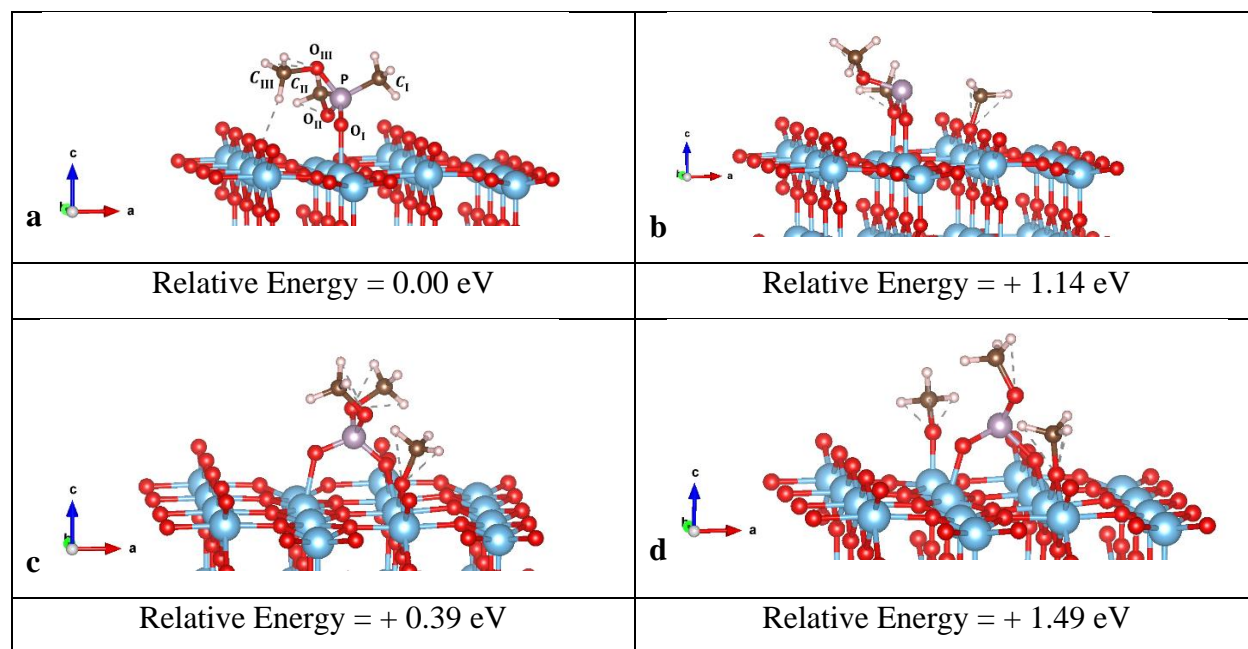 O_III
C_III
C_II
P
C_I
O_II
O_I
c
a
a
Relative Energy = 0.00 eV
c
a
b
Relative Energy = + 1.14 eV
c
a
c
Relative Energy = + 0.39 eV
c
a
d
Relative Energy = + 1.49 eV